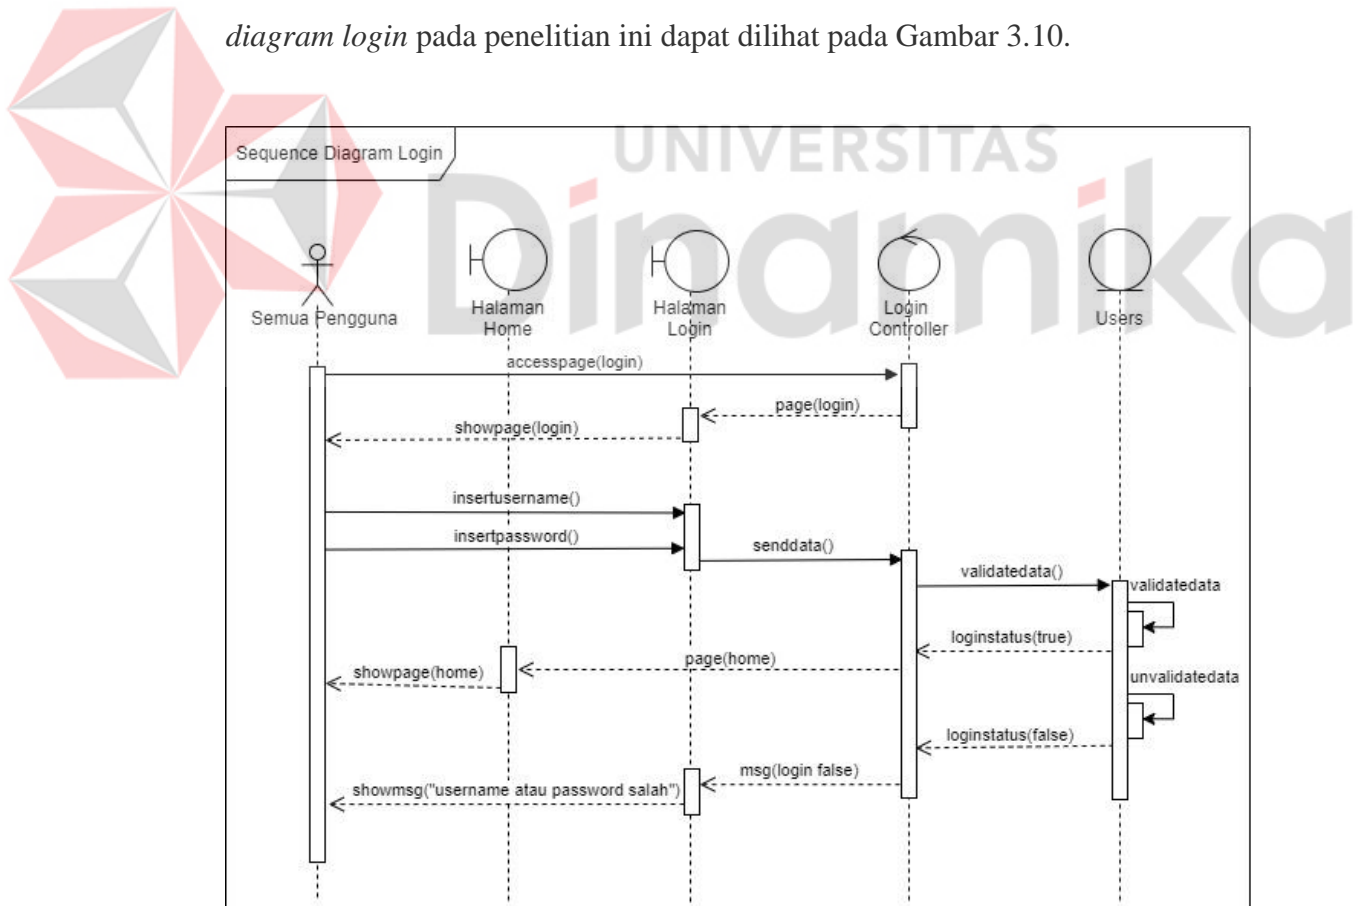 diagram login pada penelitian ini dapat dilihat pada Gambar 3.10.
UNIVERSITAS
Dinamika
Sequence Diagram Login
Semua Pengguna
Halaman
Home
Halaman
Login
Login
Controller
Users
accesspage(login)
page(login)
showpage(login)
insertusername()
insertpassword()
senddata()
validatedata()
validatedata
loginstatus(true)
page(home)
showpage(home)
unvalidatedata
loginstatus(false)
msg(login false)
showmsg("username atau password salah")